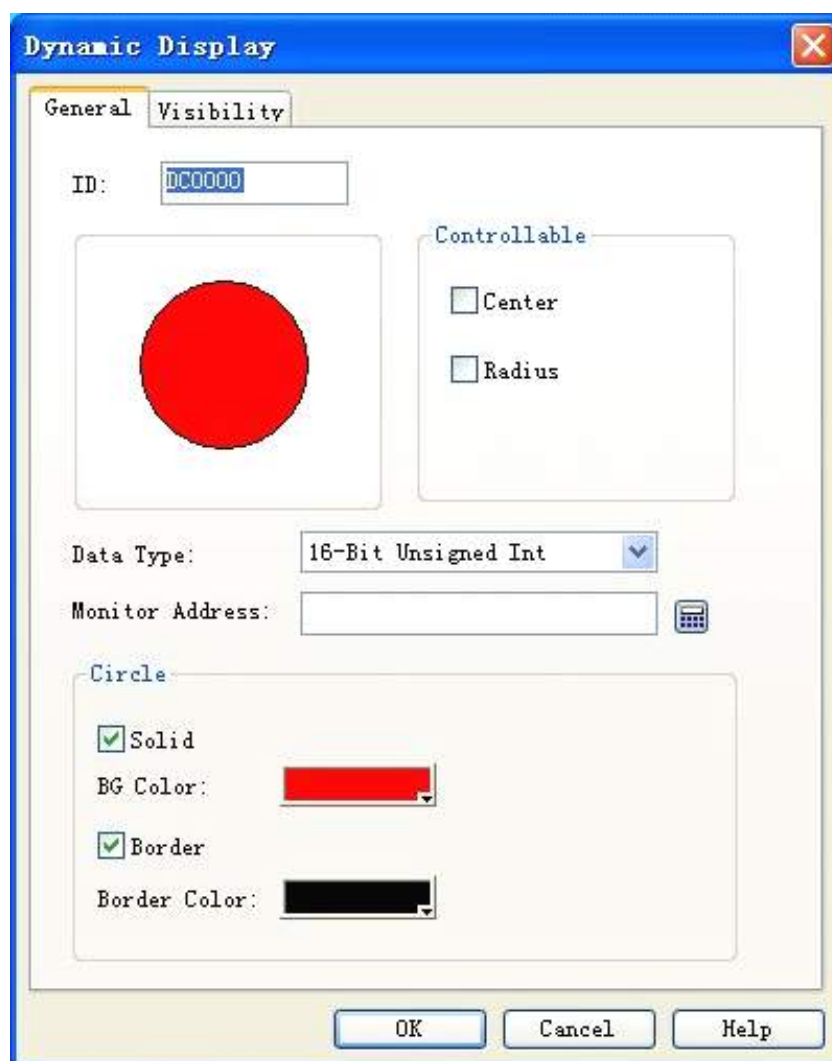 Dynamic Display
General Visibility
ID: DC0000
Controllable
Center
Radius
Data Type: 16-Bit Unsigned Int
Monitor Address:
Circle
Solid
BG Color:
Border
Border Color:
OK Cancel Help